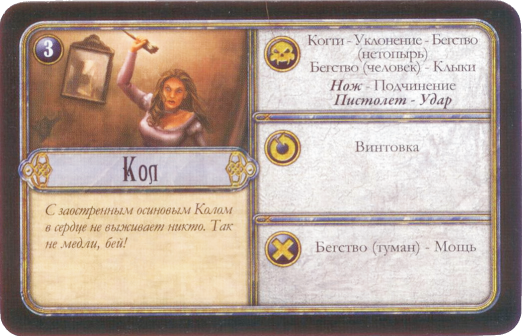 3
Кол
С заостренным осиновым Колом
в сердце не выживает никто. Так
не медли, бей!
Когти - Уклонение - Бегство
(нетопырь)
Бегство (человек) - Клыки
Нож - Подчинение
Пистолет - Удар
Винтовка
Бегство (туман) - Мощь